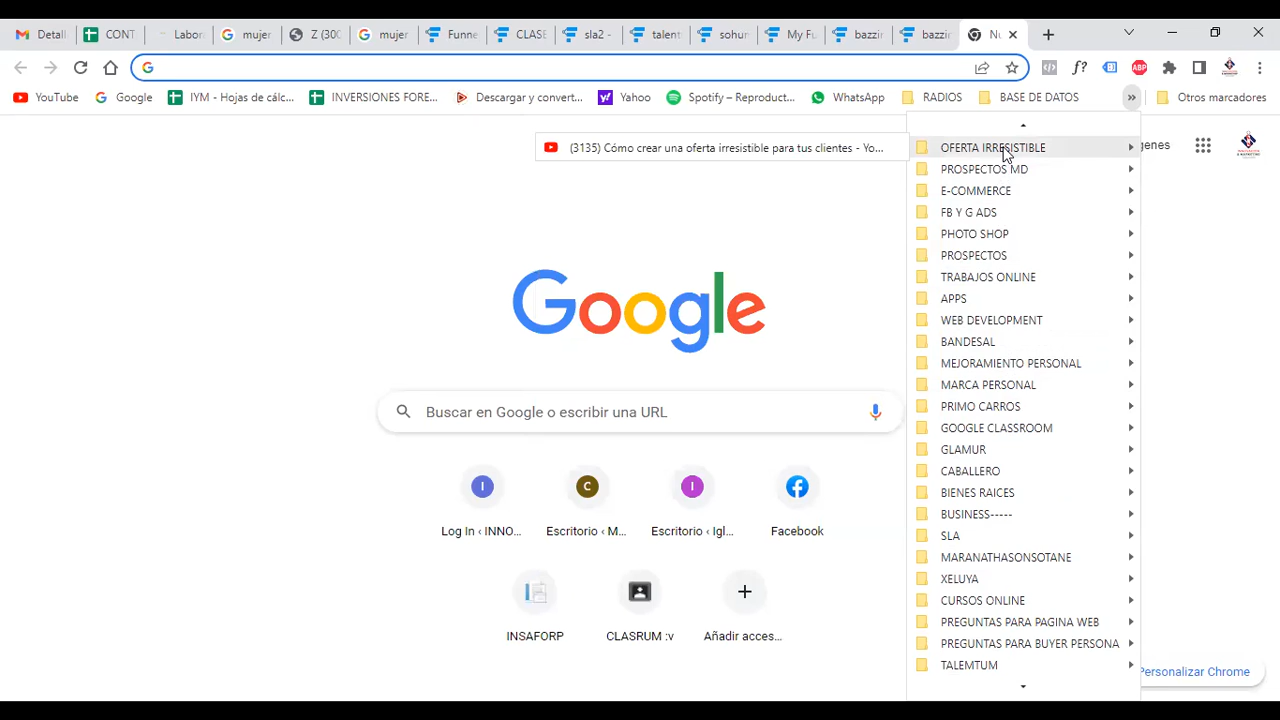 Detall
CONT
Labor
mujer
Z (300
mujer
Funne
CLASE
sla2 -
talent
sohun
My Fu
bazzin
bazzin
Nu
YouTube
Google
IYM - Hojas de cálc...
INVERSIONES FORE...
Descargar y convert...
Yahoo
Spotify – Reproduct...
WhatsApp
RADIOS
BASE DE DATOS
»
Otros marcadores
(3135) Cómo crear una oferta irresistible para tus clientes - Yo...
OFERTA IRRESISTIBLE
PROSPECTOS MD
E-COMMERCE
FB Y G ADS
PHOTO SHOP
PROSPECTOS
TRABAJOS ONLINE
APPS
WEB DEVELOPMENT
BANDESAL
MEJORAMIENTO PERSONAL
MARCA PERSONAL
PRIMO CARROS
GOOGLE CLASSROOM
GLAMUR
CABALLERO
BIENES RAICES
BUSINESS-----
SLA
MARANATHASONSOTANE
XELUYA
CURSOS ONLINE
PREGUNTAS PARA PAGINA WEB
PREGUNTAS PARA BUYER PERSONA
TALEMTUM
genes
Google
Buscar en Google o escribir una URL
I
C
I
Log In ‹ INNO...
Escritorio ‹ M...
Escritorio ‹ Igl...
Facebook
INSAFORP
CLASRUM :v
Añadir acces...
Personalizar Chrome
ABP
f?